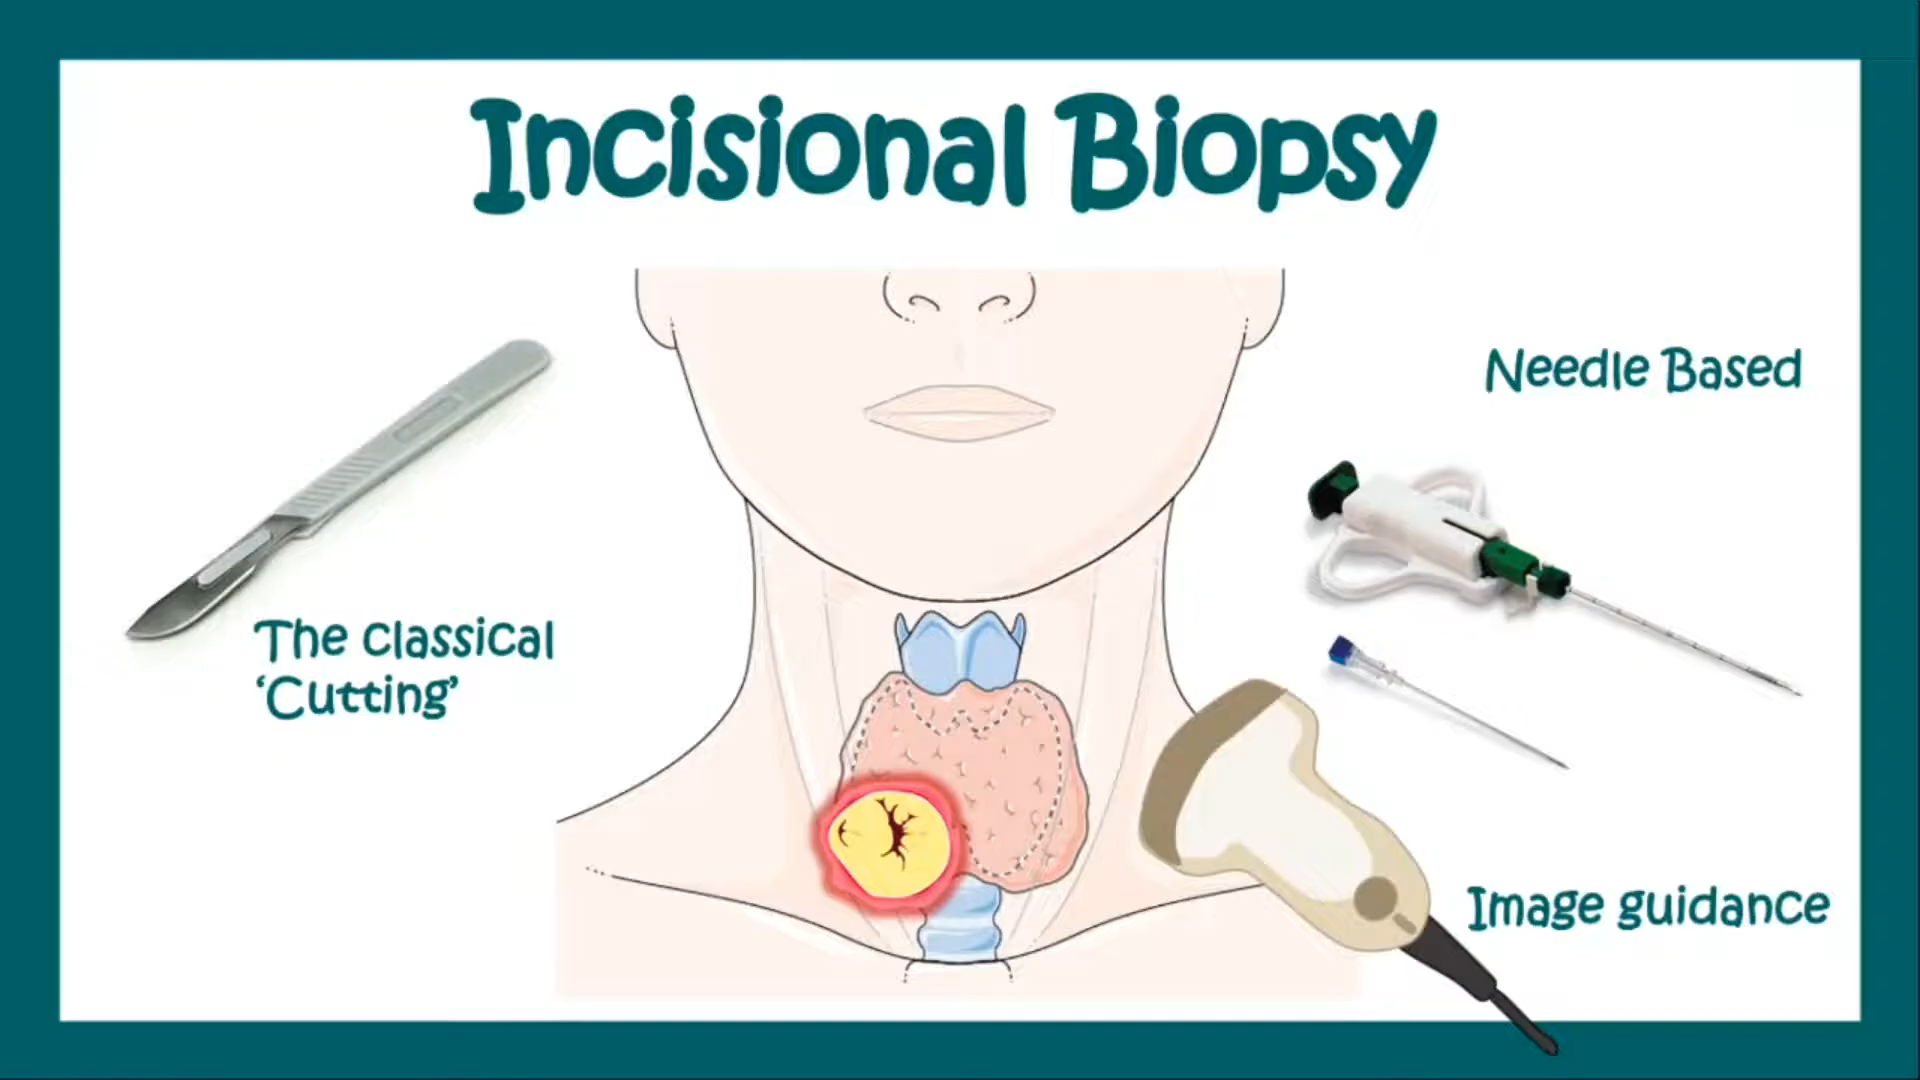 Incisional Biopsy
Needle Based
The classical
‘Cutting’
Image guidance